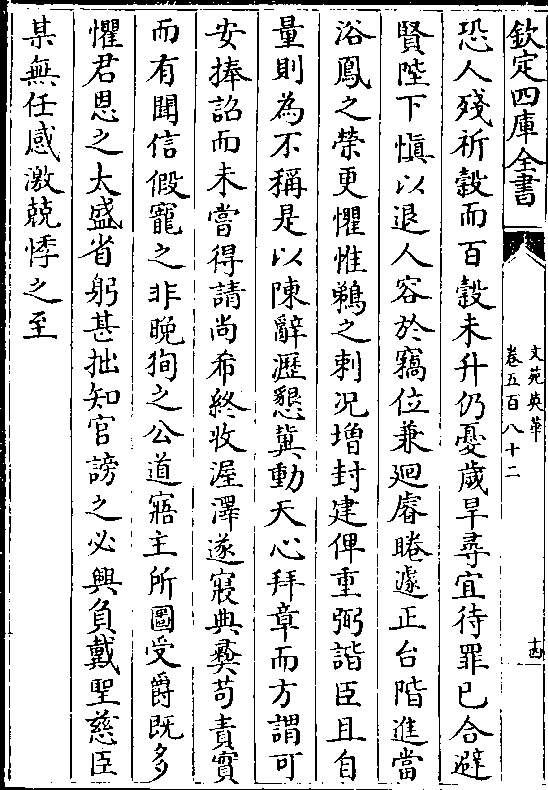 欽定四庫全書
文苑英華
卷五百八十二
十四
恐人殘祈穀而百穀未升仍憂歲旱尋宜待罪已合避
賢陛下慎以退人容於竊位兼迴睿睠遽正台階進當
浴鳳之榮更懼惟鵜之刺況增封建俾重弼諧臣且自
量則為不稱是以陳辭瀝懇冀動天心拜章而方謂可
安捧詔而未嘗得請尚希終收渥澤遂寢典彛苟責實
而有聞信假寵之非晚狥之公道寤主所圖受爵既多
懼君恩之太盛省躬甚拙知官謗之必興負戴聖慈臣
某無任感激兢悸之至